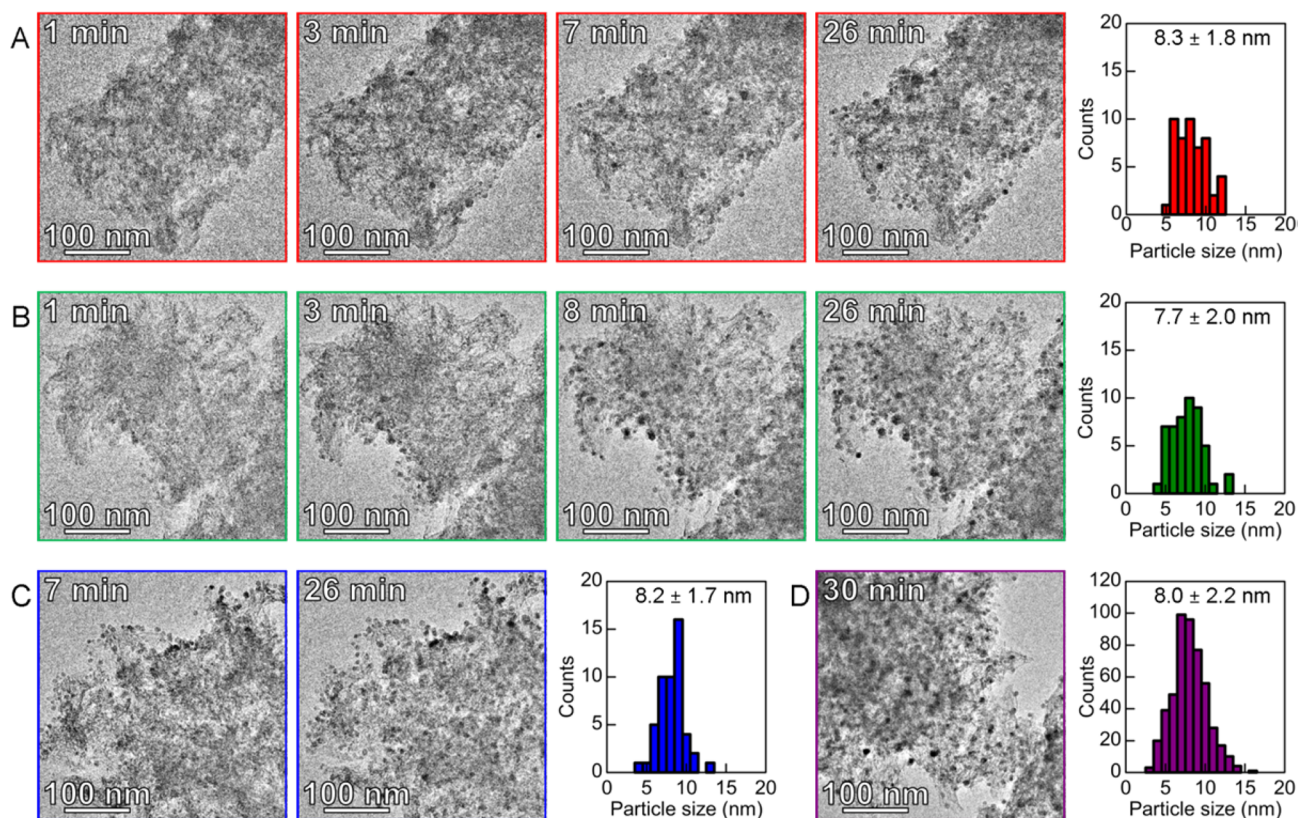 A
1 min
100 nm
3 min
100 nm
7 min
100 nm
26 min
100 nm
20
15
10
5
0
Counts
8.3 ± 1.8 nm
0 5 10 15 20
Particle size (nm)
B
1 min
100 nm
3 min
100 nm
8 min
100 nm
26 min
100 nm
20
15
10
5
0
Counts
7.7 ± 2.0 nm
0 5 10 15 20
Particle size (nm)
C
7 min
100 nm
26 min
100 nm
20
15
10
5
0
Counts
8.2 ± 1.7 nm
0 5 10 15 20
Particle size (nm)
D
30 min
100 nm
120
100
80
60
40
20
0
Counts
8.0 ± 2.2 nm
0 5 10 15 20
Particle size (nm)